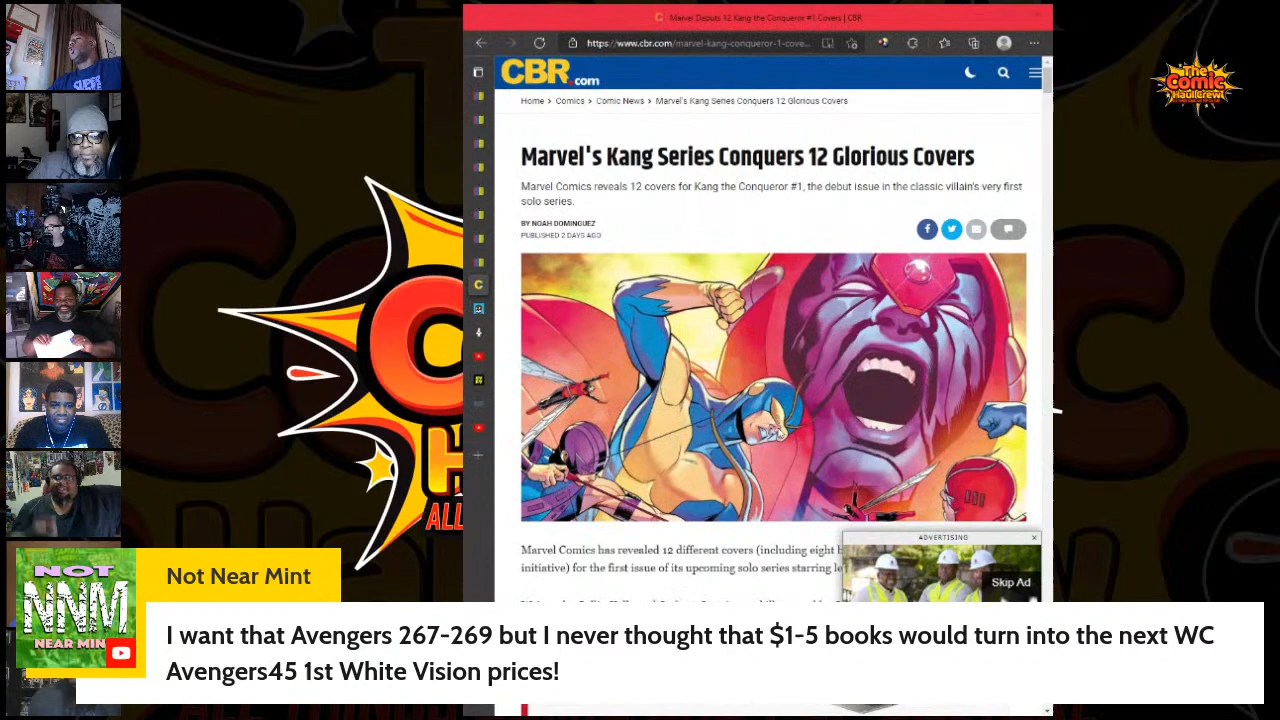 Marvel Debuts 12 Kang the Conqueror #1 Covers | CBR
https://www.cbr.com/marvel-kang-conqueror-1-cove...
CBR.com
Home > Comics > Comic News > Marvel's Kang Series Conquers 12 Glorious Covers
Marvel's Kang Series Conquers 12 Glorious Covers
Marvel Comics reveals 12 covers for Kang the Conqueror #1, the debut issue in the classic villain's very first
solo series.
BY NOAH DOMINGUEZ
PUBLISHED 2 DAYS AGO
The
Comic
Haul Crew
Marvel Comics has revealed 12 different covers (including eight
initiative) for the first issue of its upcoming solo series starring
ADVERTISING
Skip Ad
NOT
NNM
NEAR MIN
Not Near Mint
I want that Avengers 267-269 but I never thought that $1-5 books would turn into the next WC
Avengers45 1st White Vision prices!